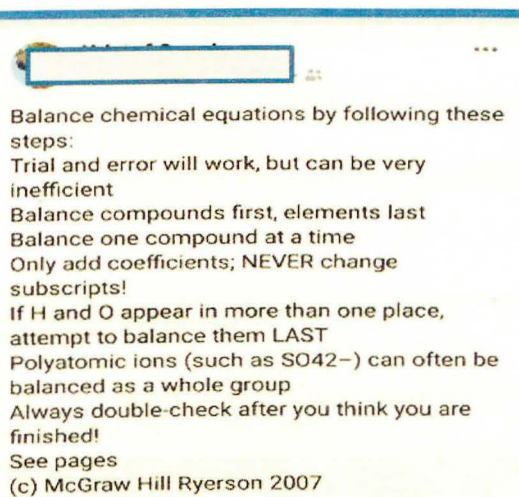 Balance chemical equations by following these
steps:
Trial and error will work, but can be very
inefficient
Balance compounds first, elements last
Balance one compound at a time
Only add coefficients; NEVER change
subscripts!
If H and O appear in more than one place,
attempt to balance them LAST
Polyatomic ions (such as SO42−) can often be
balanced as a whole group
Always double-check after you think you are
finished!
See pages
(c) McGraw Hill Ryerson 2007